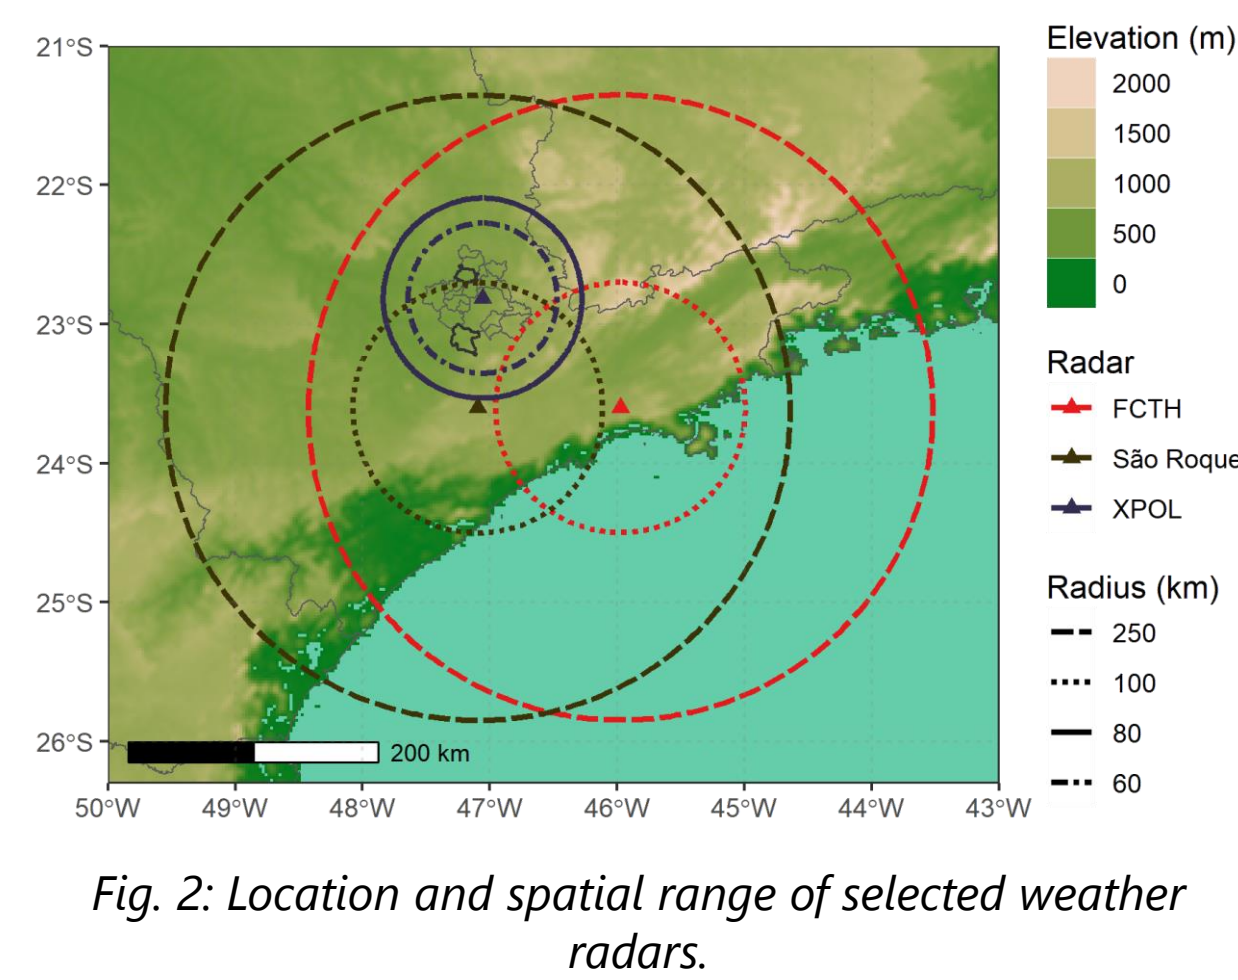 21°S
22°S
23°S
24°S
25°S
26°S
200 km
50°W 49°W 48°W 47°W 46°W 45°W 44°W 43°W
Elevation (m)
2000
1500
1000
500
0
Radar
FCTH
São Roque
XPOL
Radius (km)
250
100
80
60
Fig. 2: Location and spatial range of selected weather
radars.